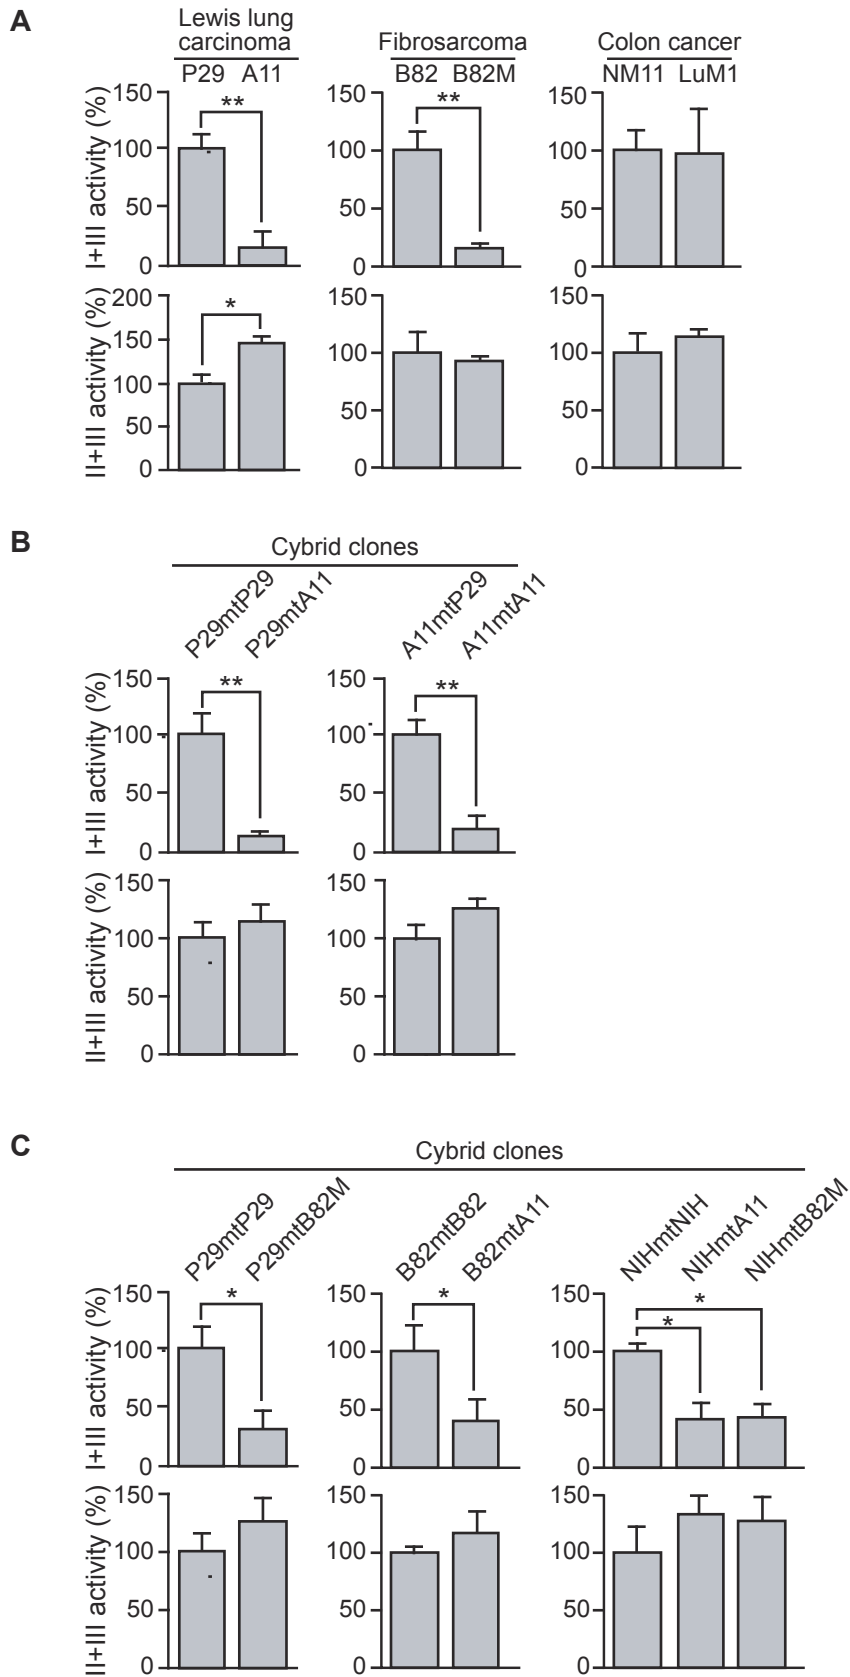 A
Lewis lung
carcinoma
Fibrosarcoma
Colon cancer
P29 A11
B82 B82M
NM11 LuM1
I+III activity (%)
150
100
50
0
**
150
100
50
0
**
150
100
50
0
II+III activity (%)
200
150
100
50
0
*
150
100
50
0
150
100
50
0
B
Cybrid clones
P29mtP29
P29mtA11
A11mtP29
A11mtA11
I+III activity (%)
150
100
50
0
**
150
100
50
0
**
II+III activity (%)
150
100
50
0
150
100
50
0
C
Cybrid clones
P29mtP29
P29mtB82M
B82mtB82
B82mtA11
NIHmtNIH
NIHmtA11
NIHmtB82M
I+III activity (%)
150
100
50
0
*
150
100
50
0
*
150
100
50
0
*
*
II+III activity (%)
150
100
50
0
150
100
50
0
150
100
50
0